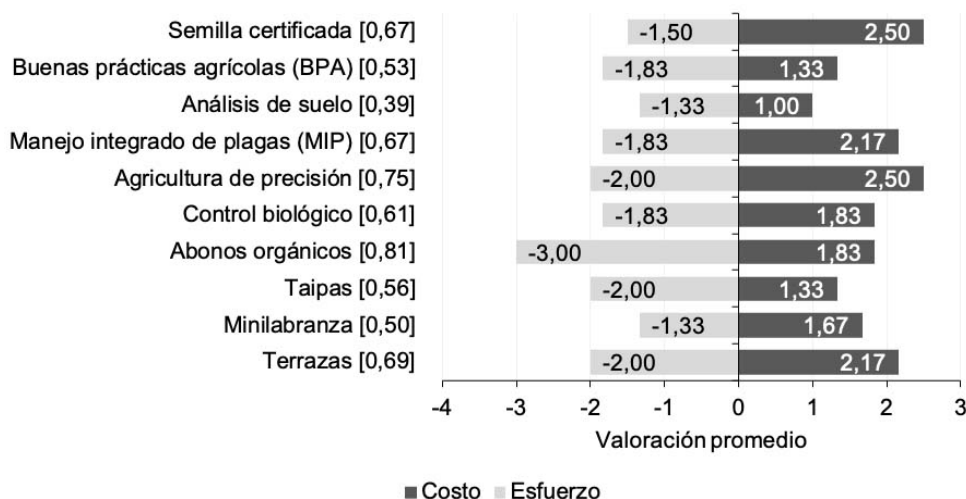 Semilla certificada [0,67] -1,50 2,50
Buenas prácticas agrícolas (BPA) [0,53] -1,83 1,33
Análisis de suelo [0,39] -1,33 1,00
Manejo integrado de plagas (MIP) [0,67] -1,83 2,17
Agricultura de precisión [0,75] -2,00 2,50
Control biológico [0,61] -1,83 1,83
Abonos orgánicos [0,81] -3,00 1,83
Taipas [0,56] -2,00 1,33
Minilabranza [0,50] -1,33 1,67
Terrazas [0,69] -2,00 2,17
-4 -3 -2 -1 0 1 2 3
Valoración promedio
Costo Esfuerzo